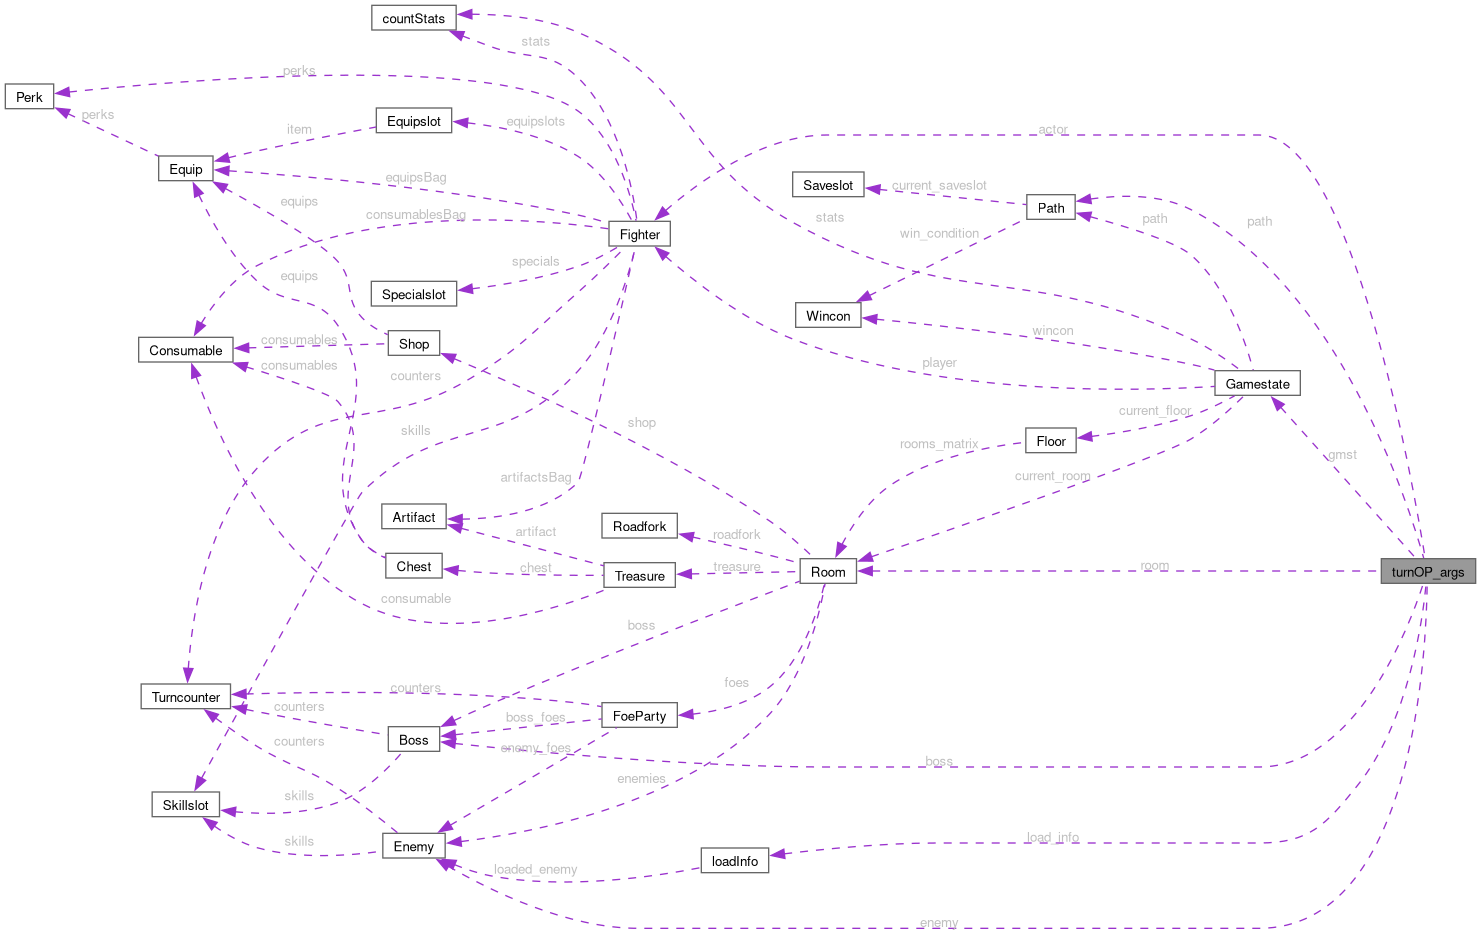 countStats
stats
perks
Perk
perks
Equipslot
equipslots
item
actor
Equip
equipsBag
Saveslot
current_saveslot
equips
consumablesBag
Path
path
stats
path
Fighter
win_condition
specials
equips
Specialslot
Wincon
wincon
Shop
consumables
Consumable
consumables
player
counters
Gamestate
current_floor
shop
skills
Floor
rooms_matrix
gmst
artifactsBag
current_room
Artifact
artifact
Roadfork
roadfork
Chest
chest
Treasure
treasure
Room
room
turnOP_args
consumable
boss
foes
counters
Turncounter
counters
FoeParty
boss_foes
Boss
counters
enemy_foes
boss
enemies
skills
Skillslot
skills
Enemy
load_info
loadInfo
loaded_enemy
enemy